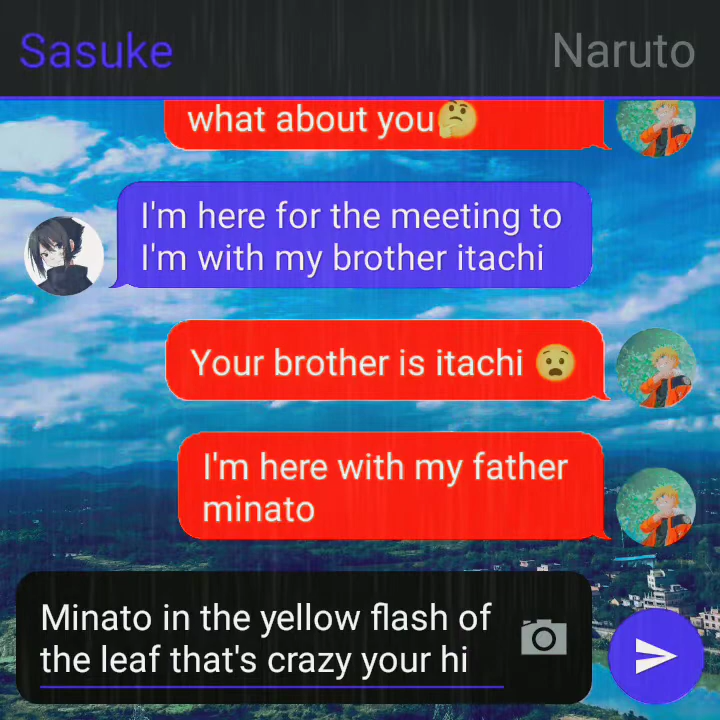 Sasuke
Naruto
what about you🤔
I'm here for the meeting to
I'm with my brother itachi
Your brother is itachi 😧
I'm here with my father
minato
Minato in the yellow flash of
the leaf that's crazy your hi